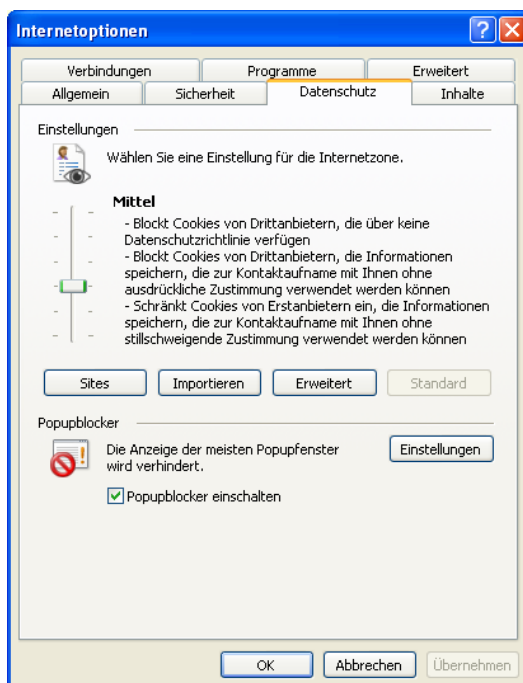 Internetoptionen
Verbindungen Programme Erweitert
Allgemein Sicherheit Datenschutz Inhalte
Einstellungen
Wählen Sie eine Einstellung für die Internetzone.
Mittel
- Blockt Cookies von Drittanbietern, die über keine
Datenschutzrichtlinie verfügen
- Blockt Cookies von Drittanbietern, die Informationen
speichern, die zur Kontaktaufname mit Ihnen ohne
ausdrückliche Zustimmung verwendet werden können
- Schränkt Cookies von Erstanbietern ein, die Informationen
speichern, die zur Kontaktaufname mit Ihnen ohne
stillschweigende Zustimmung verwendet werden können
Sites Importieren Erweitert Standard
Popupblocker
Die Anzeige der meisten Popupfenster
wird verhindert.
Einstellungen
Popupblocker einschalten
OK Abbrechen Übernehmen